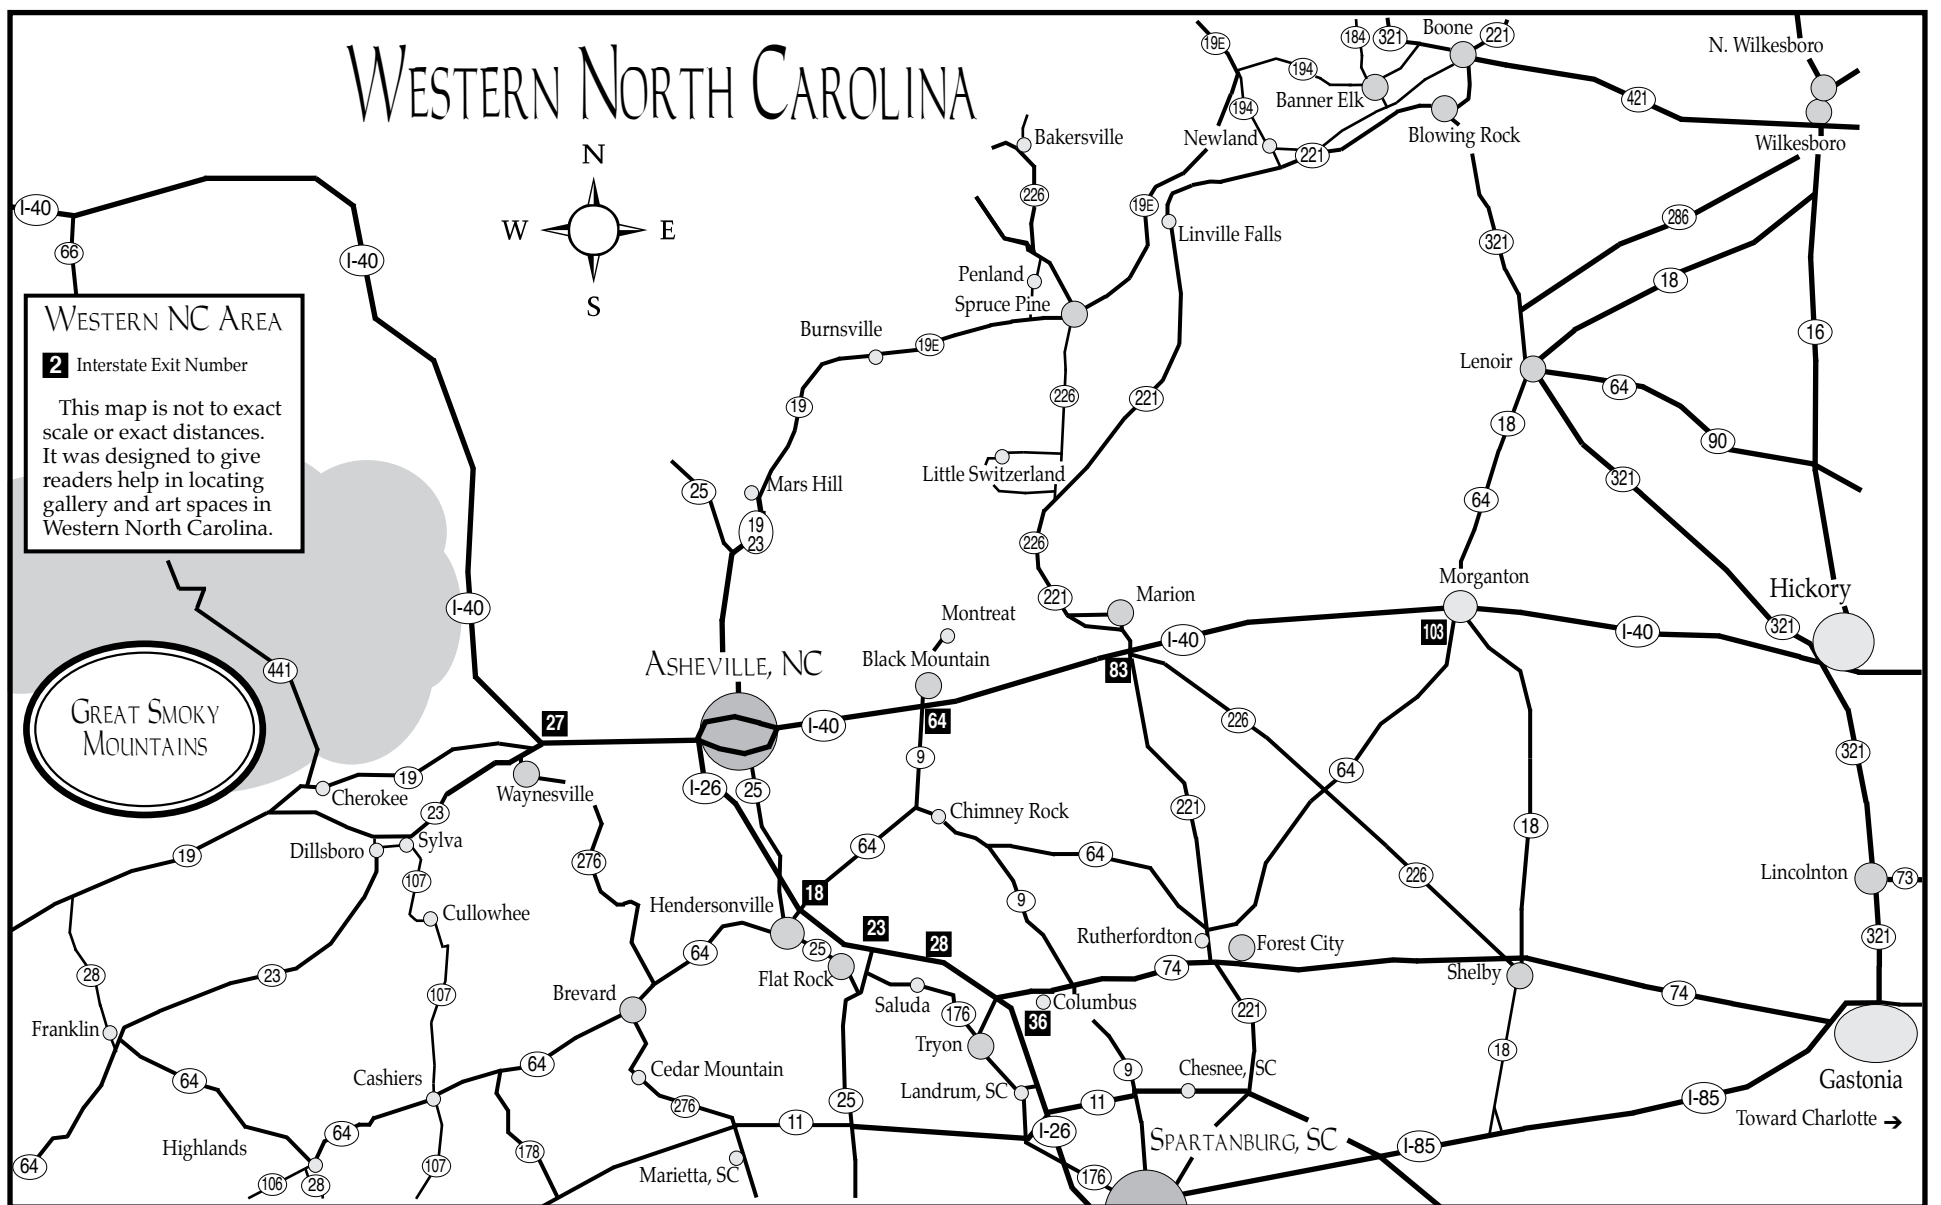 WESTERN NORTH CAROLINA
N
W
E
S
19E
184
321
Boone
221
N. Wilkesboro
194
Banner Elk
194
421
Newland
221
Blowing Rock
Wilkesboro
Bakersville
226
19E
Linville Falls
321
286
18
16
I-40
66
I-40
WESTERN NC AREA
2 Interstate Exit Number
This map is not to exact
scale or exact distances.
It was designed to give
readers help in locating
gallery and art spaces in
Western North Carolina.
Penland
Spruce Pine
Burnsville
19E
19
226
221
Lenoir
64
18
90
321
64
Little Switzerland
25
Mars Hill
19
23
226
221
Marion
Morganton
Hickory
I-40
Montreat
Black Mountain
ASHEVILLE, NC
I-40
103
I-40
321
83
441
GREAT SMOKY
MOUNTAINS
27
I-40
64
226
9
64
321
Cherokee
19
Waynesville
23
I-26
25
Chimney Rock
221
18
Dillsboro
Sylva
19
276
64
64
226
107
Lincolnton
73
Cullowhee
Hendersonville
18
9
23
28
Rutherfordton
Forest City
321
64
25
74
Shelby
28
23
107
Flat Rock
Saluda
Columbus
74
Brevard
176
36
221
Franklin
Tryon
18
64
Cashiers
64
Cedar Mountain
Landrum, SC
9
Chesnee, SC
Gastonia
276
25
11
I-85
Toward Charlotte ➔
Highlands
64
178
11
I-26
SPARTANBURG, SC
I-85
64
106
28
107
Marietta, SC
176